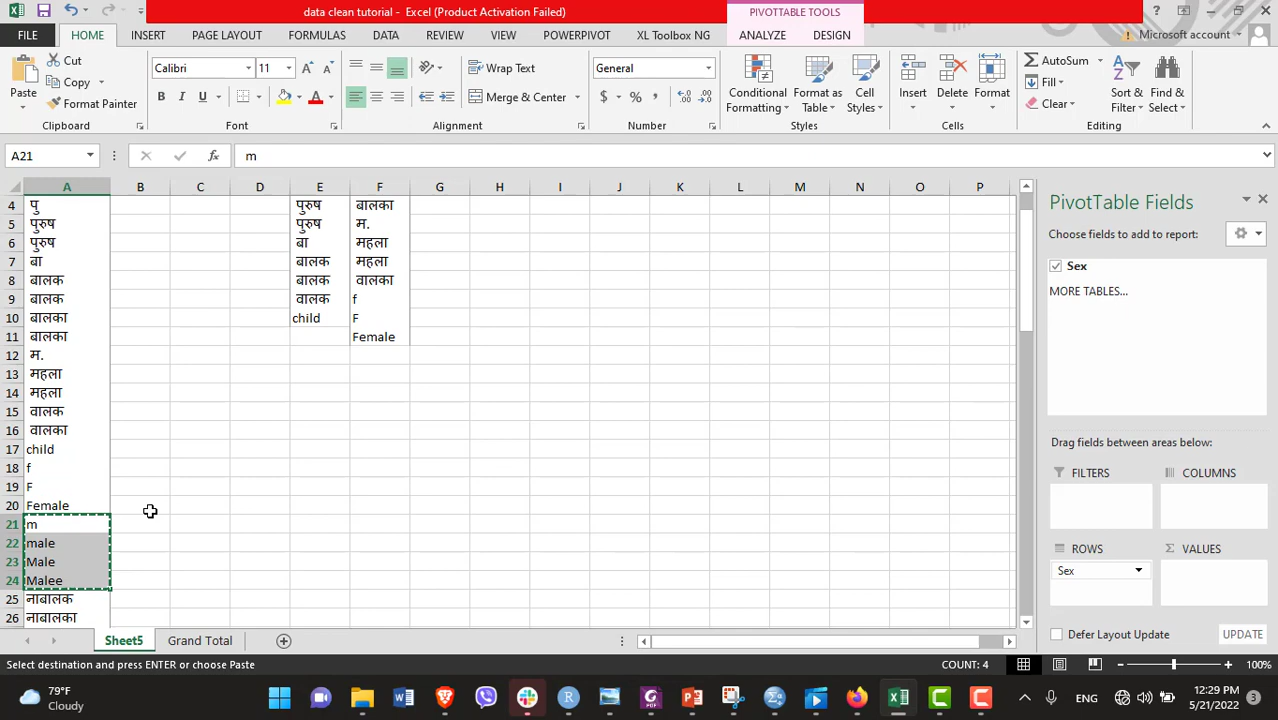 data clean tutorial - Excel (Product Activation Failed)
PIVOTTABLE TOOLS
?
FILE HOME INSERT PAGE LAYOUT FORMULAS DATA REVIEW VIEW POWERPIVOT XL Toolbox NG ANALYZE DESIGN Microsoft account
Paste
Cut
Copy
Format Painter
Clipboard
Calibri 11
B I U
Font
Wrap Text
Merge & Center
Alignment
General
$ % ,
Number
Conditional Formatting
Format as Table
Cell Styles
Styles
Insert
Delete
Format
Cells
AutoSum
Fill
Clear
Sort & Filter
Find & Select
Editing
A21 fx m
A B C D E F G H I J K L M N O P
4 पु पुरुष बालका
5 पुरुष पुरुष म.
6 पुरुष बा महला
7 बा बालक महला
8 बालक बालक वालका
9 बालक वालक f
10 बालका child F
11 बालका Female
12 म.
13 महला
14 महला
15 वालक
16 वालका
17 child
18 f
19 F
20 Female
21 m
22 male
23 Male
24 Malee
25 नाबालक
26 नाबालका
Sheet5 Grand Total
PivotTable Fields
Choose fields to add to report:
Sex
MORE TABLES...
Drag fields between areas below:
FILTERS COLUMNS
ROWS Σ VALUES
Sex
Defer Layout Update UPDATE
Select destination and press ENTER or choose Paste COUNT: 4 100%
79°F
Cloudy
ENG
12:29 PM
5/21/2022
3